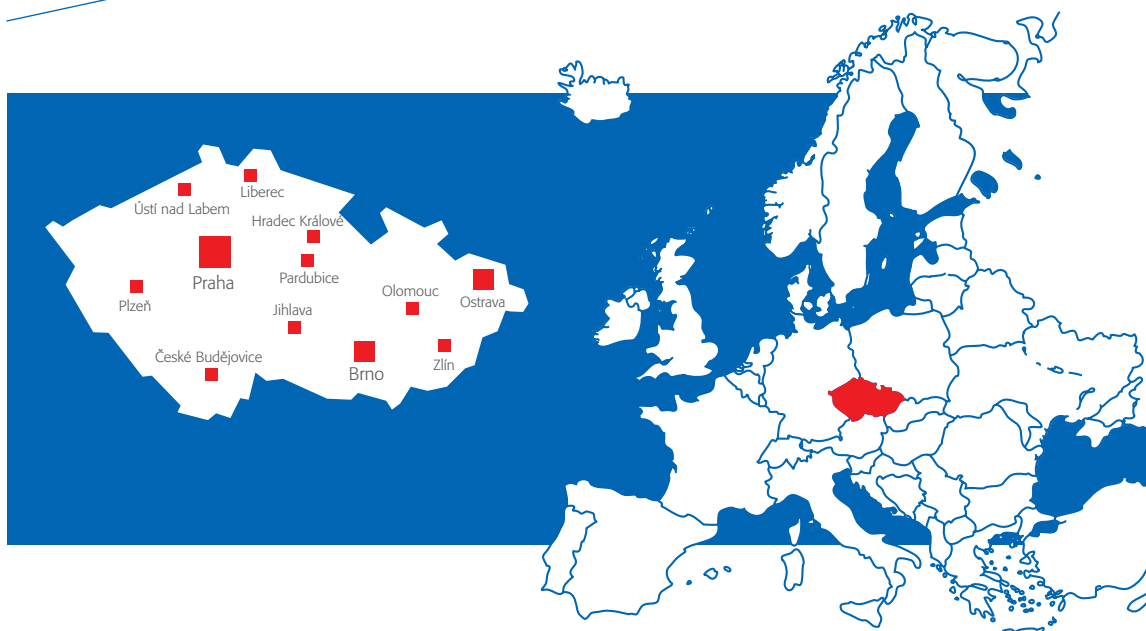 Liberec
Ústí nad Labem
Hradec Králové
Praha
Pardubice
Plzeň
Olomouc
Ostrava
Jihlava
České Budějovice
Brno
Zlín